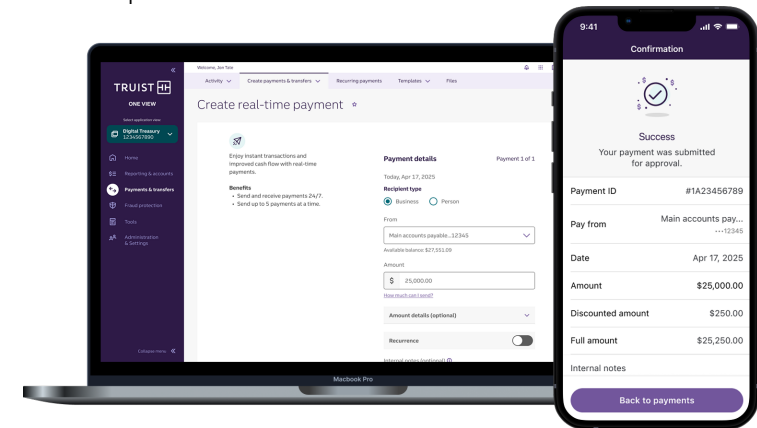 Welcome, Jan Tate
Activity
Create payments & transfers
Recurring payments
Templates
Files
TRUIST
ONE VIEW
Select application view
Digital Treasury
1234567890
Home
Reporting & accounts
Payments & transfers
Fraud protection
Tools
Administration
& Settings
Collapse menu
Create real-time payment
Enjoy instant transactions and
improved cash flow with real-time
payments.
Benefits
• Send and receive payments 24/7.
• Send up to 5 payments at a time.
Payment details
Payment 1 of 1
Today, Apr 17, 2025
Recipient type
Business
Person
From
Main accounts payable...12345
Available balance: $27,551.09
Amount
$ 25,000.00
How much can I send?
Amount details (optional)
Recurrence
Internal notes (optional)
Macbook Pro
9:41
Confirmation
Success
Your payment was submitted
for approval.
Payment ID #1A23456789
Pay from Main accounts pay...
...12345
Date Apr 17, 2025
Amount $25,000.00
Discounted amount $250.00
Full amount $25,250.00
Internal notes
Back to payments